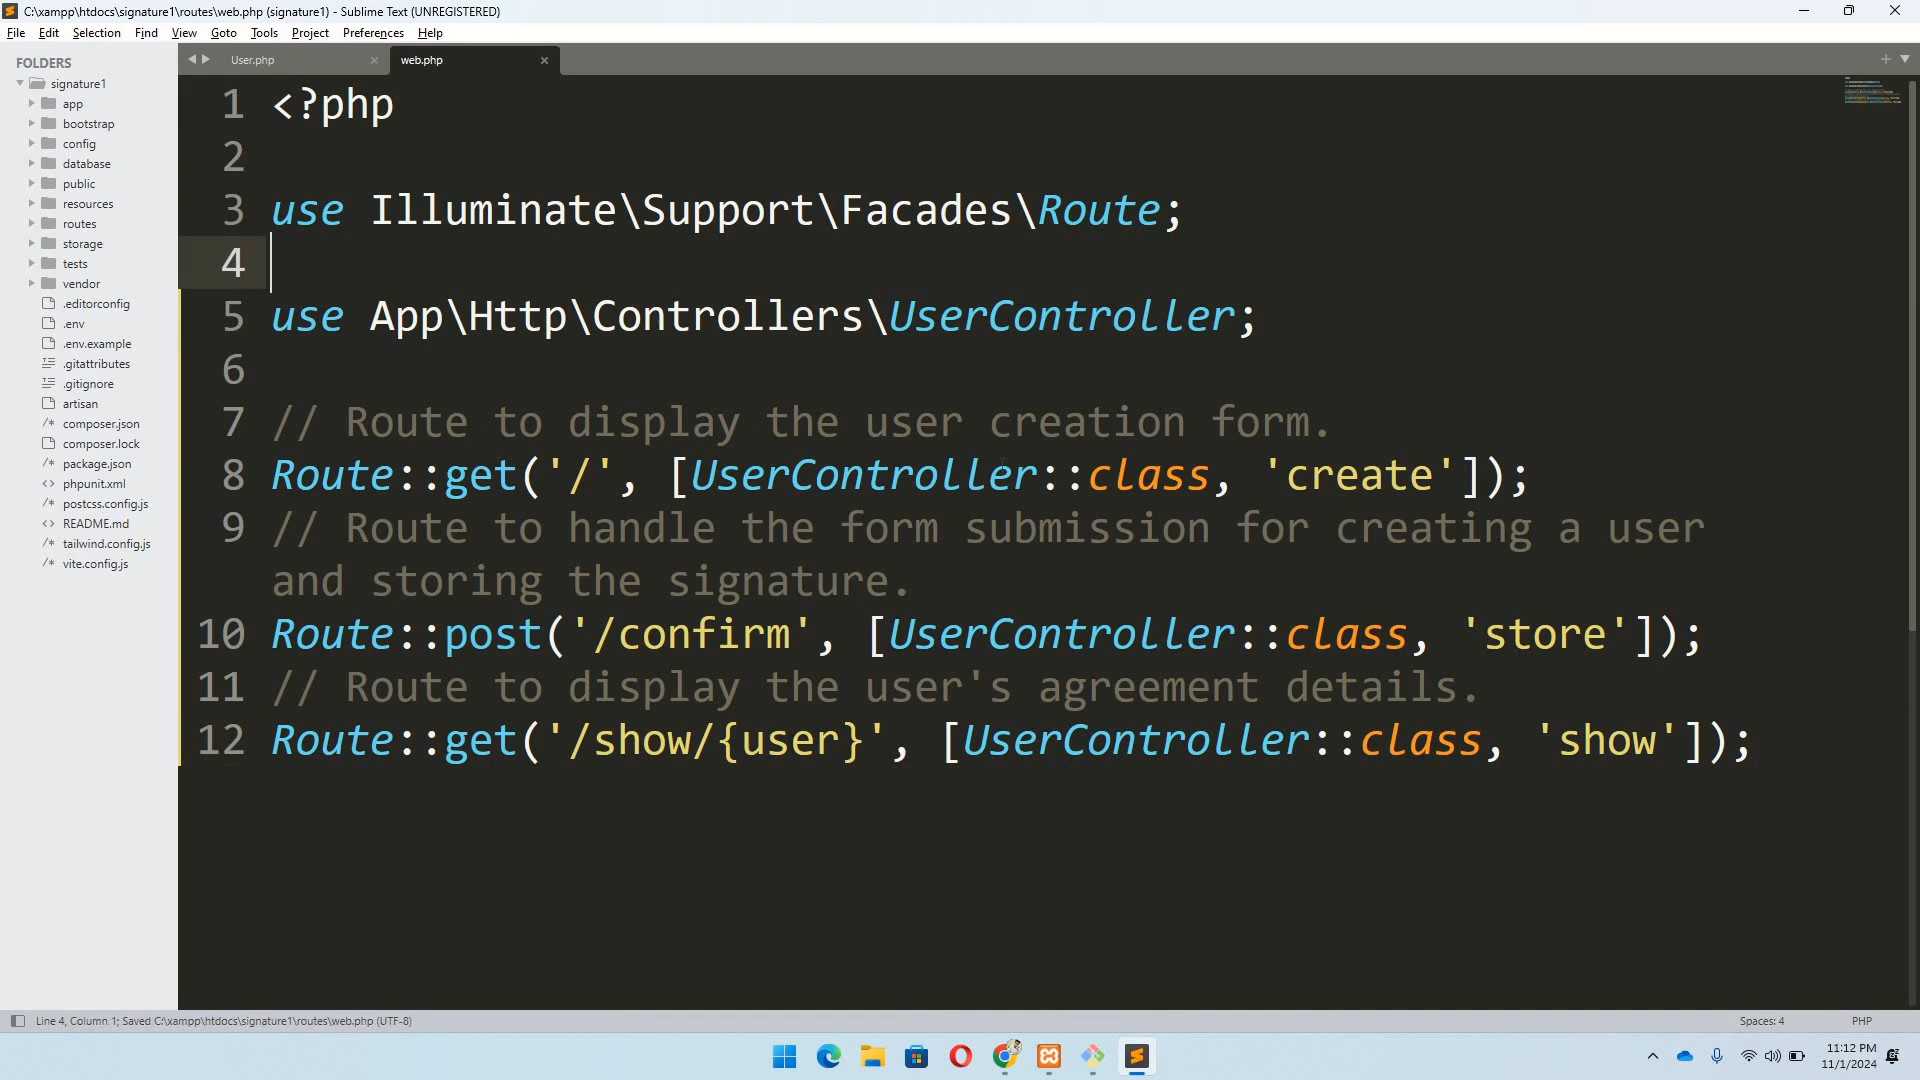 C:\xampp\htdocs\signature1\routes\web.php (signature1) - Sublime Text (UNREGISTERED)
File Edit Selection Find View Goto Tools Project Preferences Help
FOLDERS
signature1
app
bootstrap
config
database
public
resources
routes
storage
tests
vendor
.editorconfig
.env
.env.example
.gitattributes
.gitignore
artisan
composer.json
composer.lock
package.json
phpunit.xml
postcss.config.js
README.md
tailwind.config.js
vite.config.js
User.php
web.php
1 <?php
2
3 use Illuminate\Support\Facades\Route;
4
5 use App\Http\Controllers\UserController;
6
7 // Route to display the user creation form.
8 Route::get('/', [UserController::class, 'create']);
9 // Route to handle the form submission for creating a user
and storing the signature.
10 Route::post('/confirm', [UserController::class, 'store']);
11 // Route to display the user's agreement details.
12 Route::get('/show/{user}', [UserController::class, 'show']);
Line 4, Column 1; Saved C:\xampp\htdocs\signature1\routes\web.php (UTF-8)
Spaces: 4
PHP
11:12 PM
11/1/2024